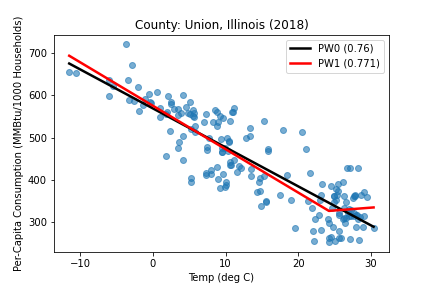 County: Union, Illinois (2018)
Per-Capita Consumption (MMBtu/1000 Households)
700
600
500
400
300
PW0 (0.76)
PW1 (0.771)
−10
0
10
20
30
Temp (deg C)